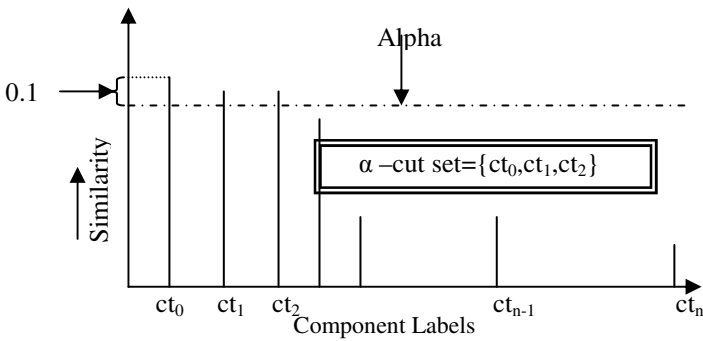 Alpha
0.1
Similarity
α –cut set={ct₀,ct₁,ct₂}
ct₀ ct₁ ct₂ ctₙ₋₁ ctₙ
Component Labels